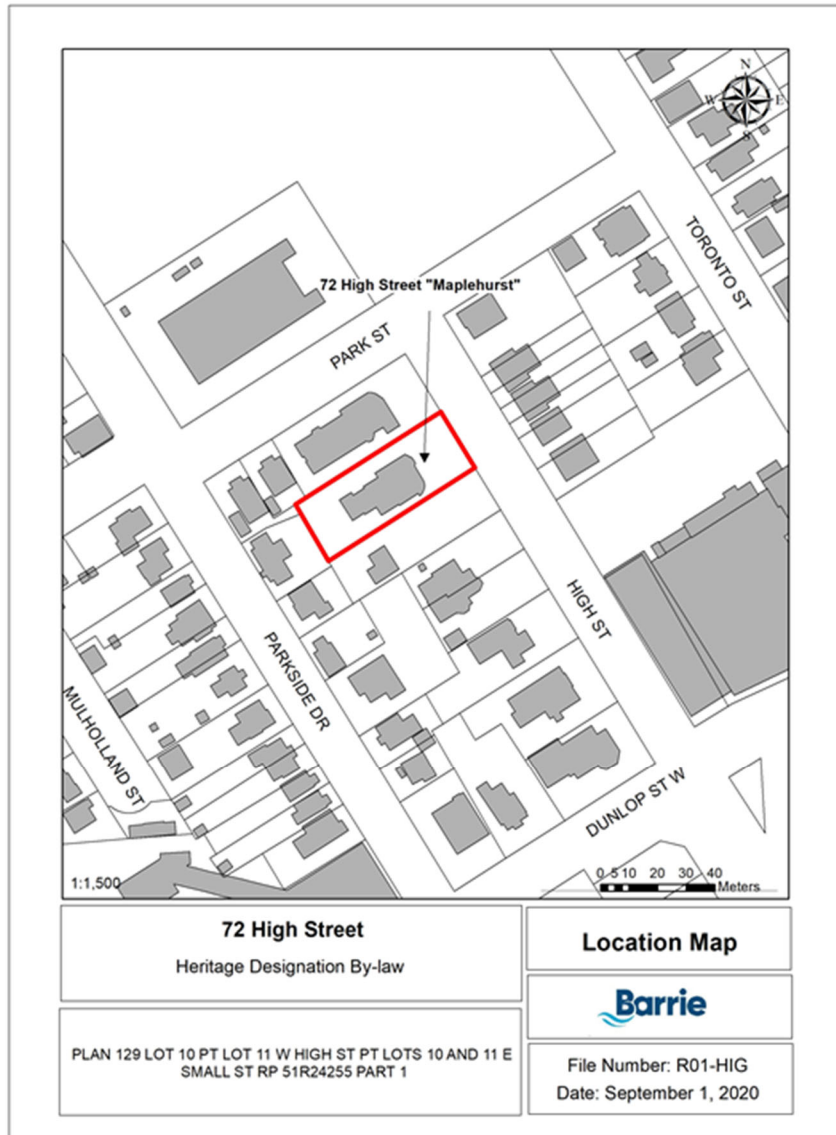 N
W
E
S
TORONTO ST
72 High Street "Maplehurst"
PARK ST
HIGH ST
PARKSIDE DR
MULHOLLAND ST
DUNLOP ST W
1:1,500
0 5 10 20 30 40
Meters
72 High Street
Heritage Designation By-law
PLAN 129 LOT 10 PT LOT 11 W HIGH ST PT LOTS 10 AND 11 E
SMALL ST RP 51R24255 PART 1
Location Map
Barrie
File Number: R01-HIG
Date: September 1, 2020